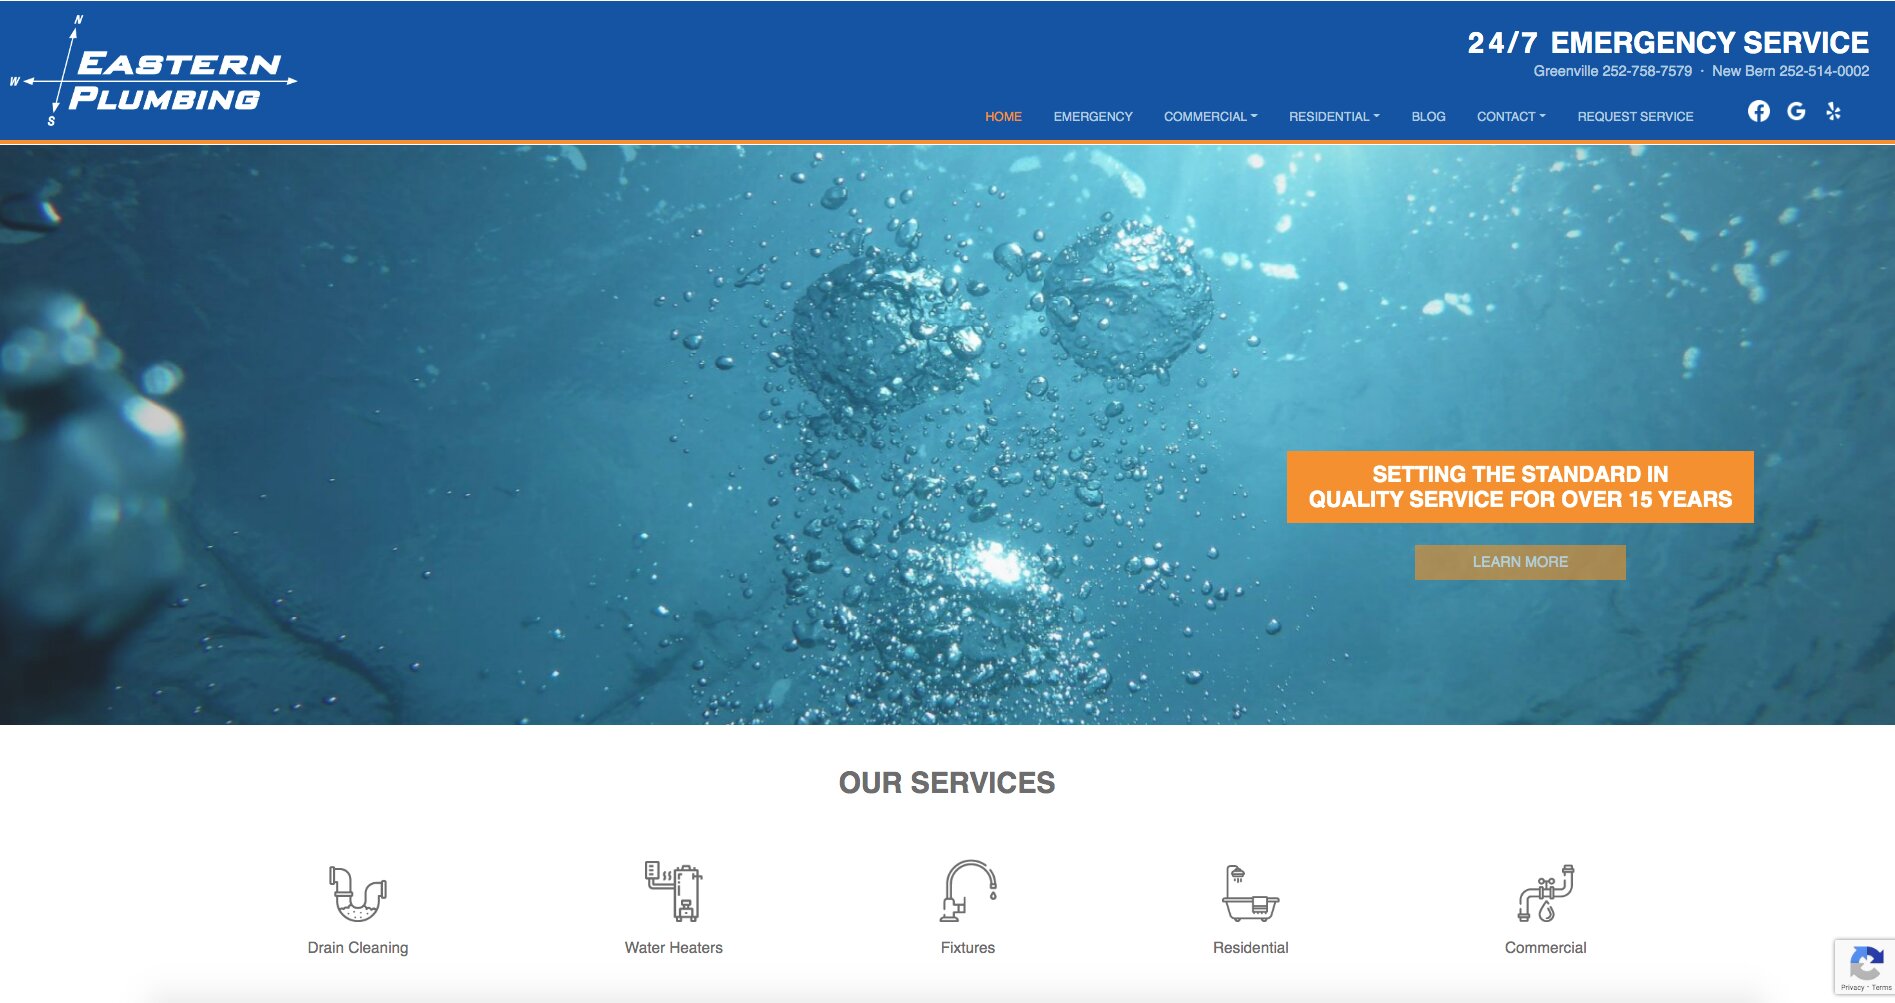 N
W
EASTERN
PLUMBING
S
24/7 EMERGENCY SERVICE
Greenville 252-758-7579 · New Bern 252-514-0002
HOME EMERGENCY COMMERCIAL RESIDENTIAL BLOG CONTACT REQUEST SERVICE
SETTING THE STANDARD IN
QUALITY SERVICE FOR OVER 15 YEARS
LEARN MORE
OUR SERVICES
Drain Cleaning Water Heaters Fixtures Residential Commercial
Privacy - Terms